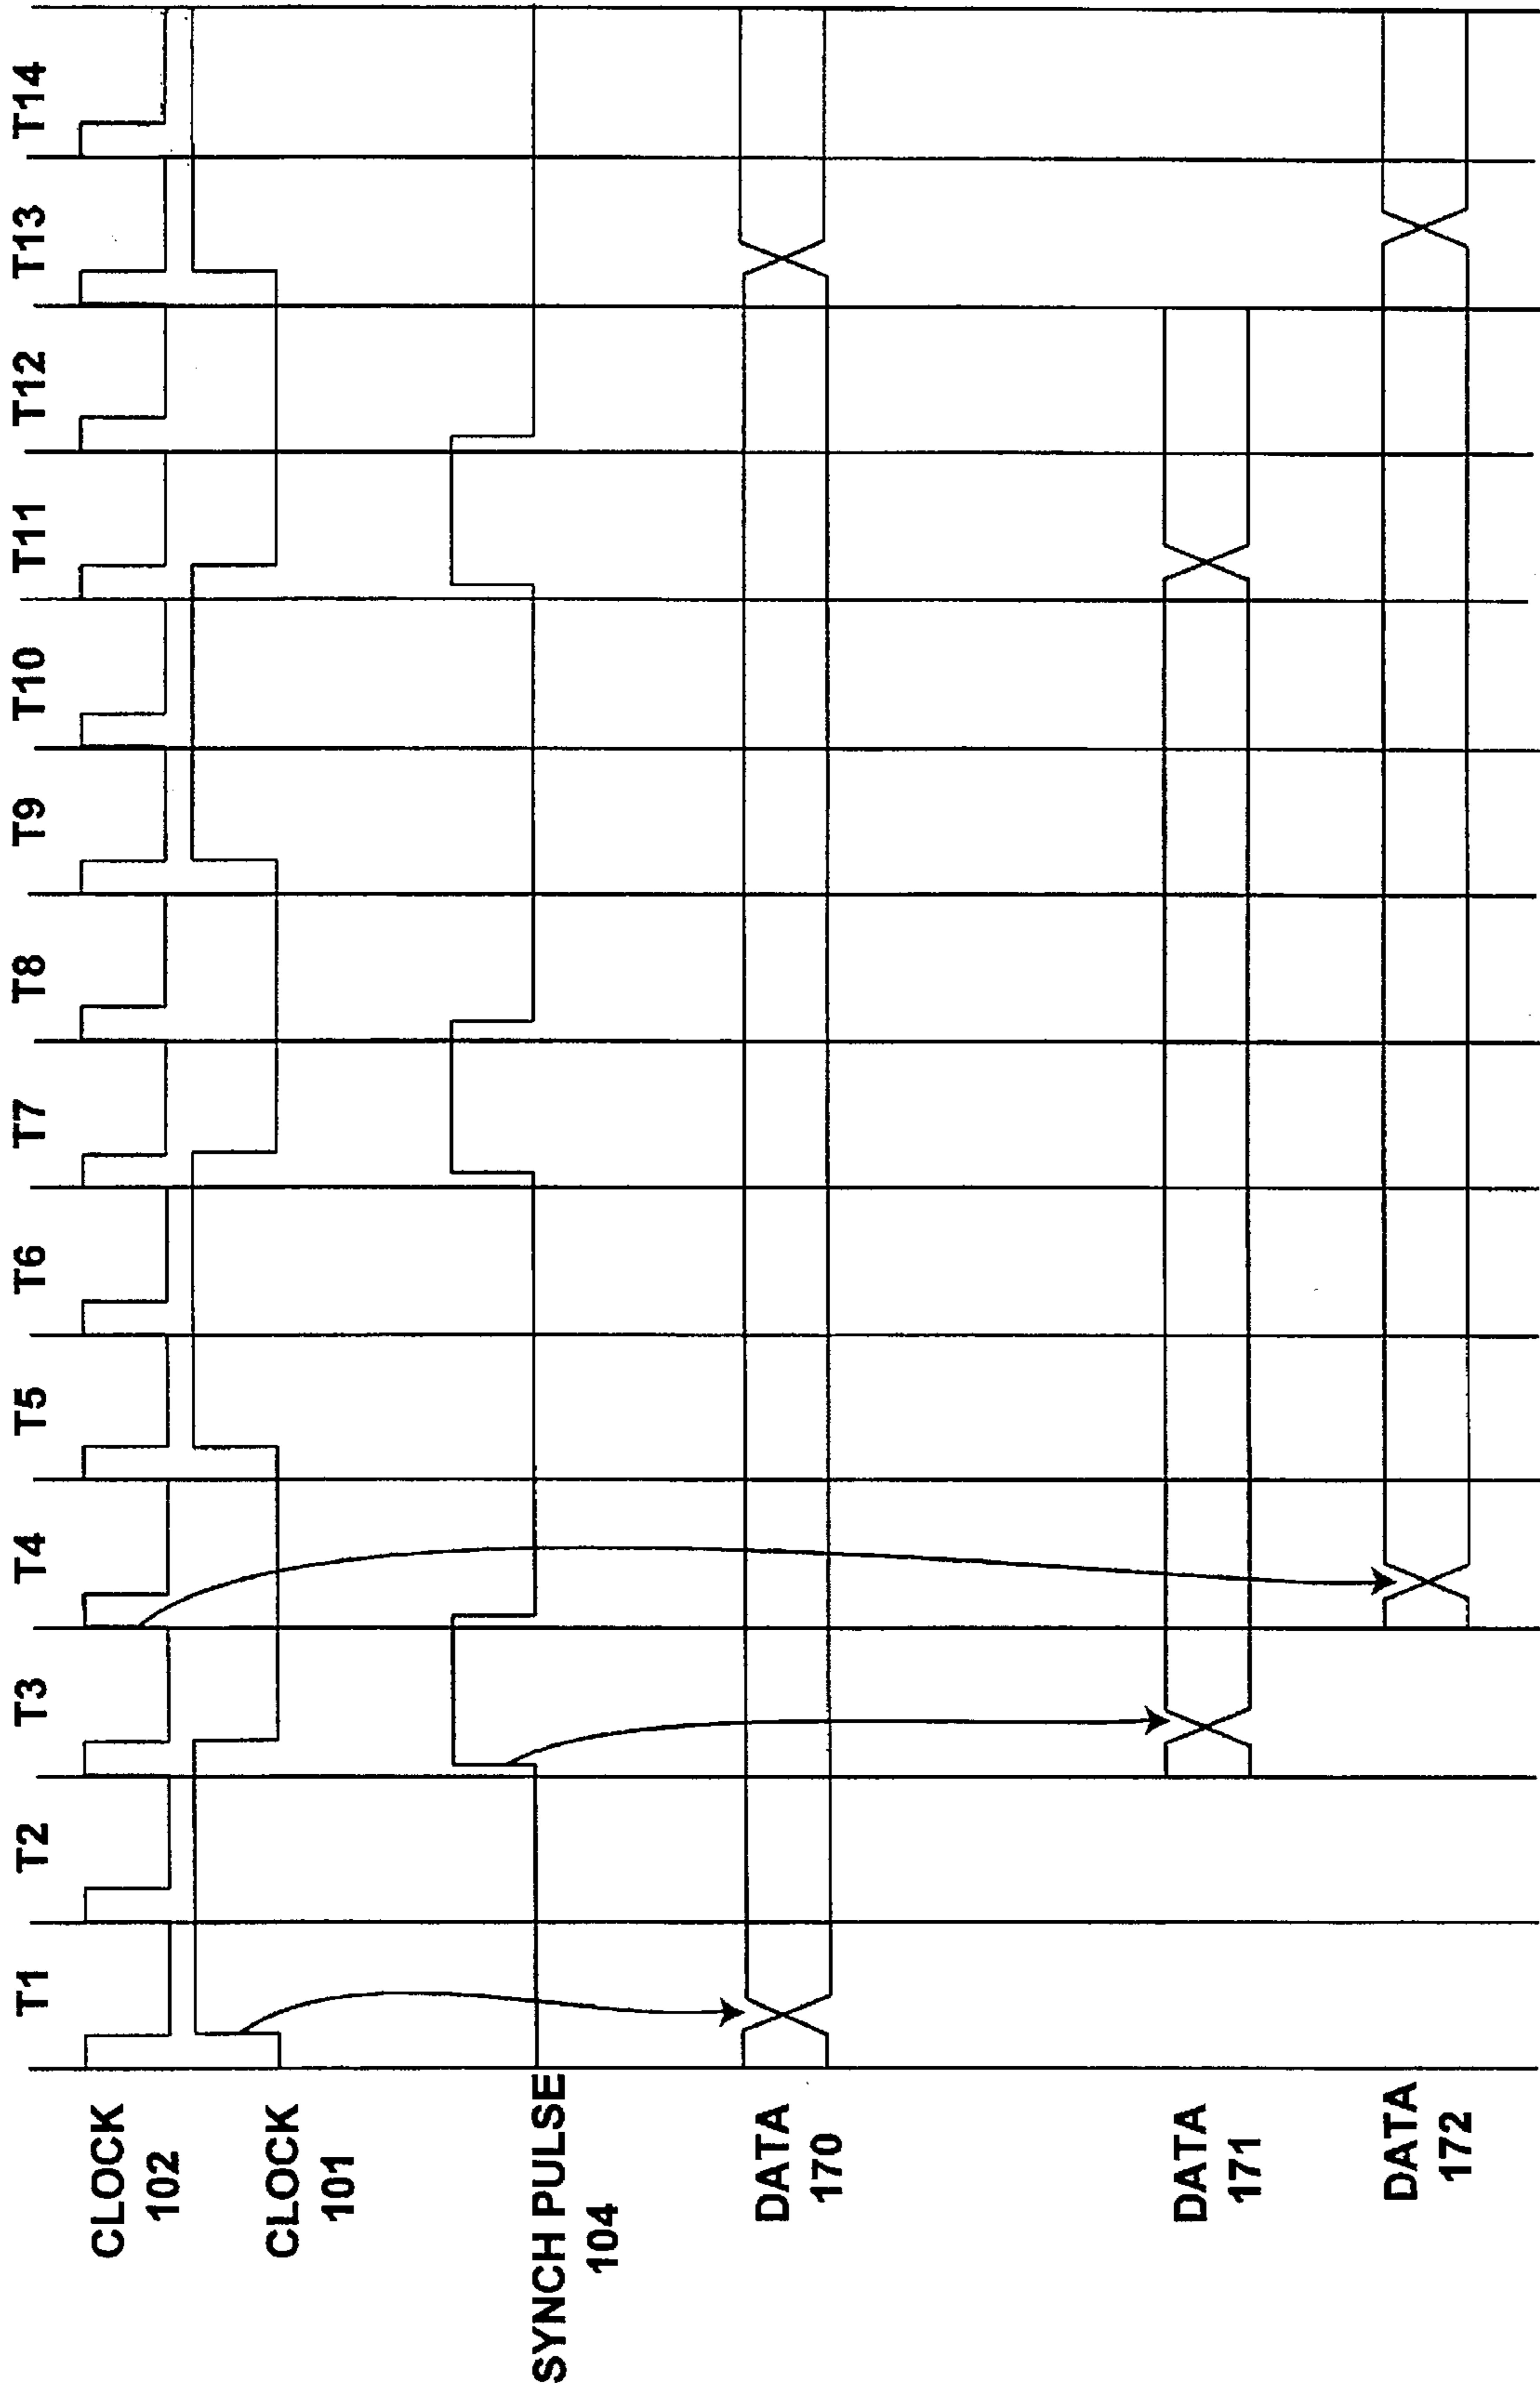 T1 T2 T3 T4 T5 T6 T7 T8 T9 T10 T11 T12 T13 T14
CLOCK
102
CLOCK
101
SYNCH PULSE
104
DATA
170
DATA
171
DATA
172